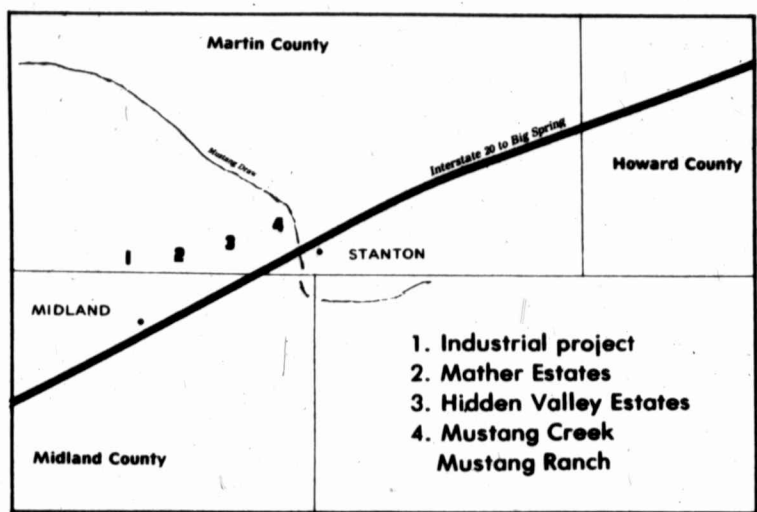 Martin County
Mustang Draw
Interstate 20 to Big Spring
Howard County
1 2 3 4
STANTON
MIDLAND
1. Industrial project
2. Mather Estates
3. Hidden Valley Estates
4. Mustang Creek
Mustang Ranch
Midland County